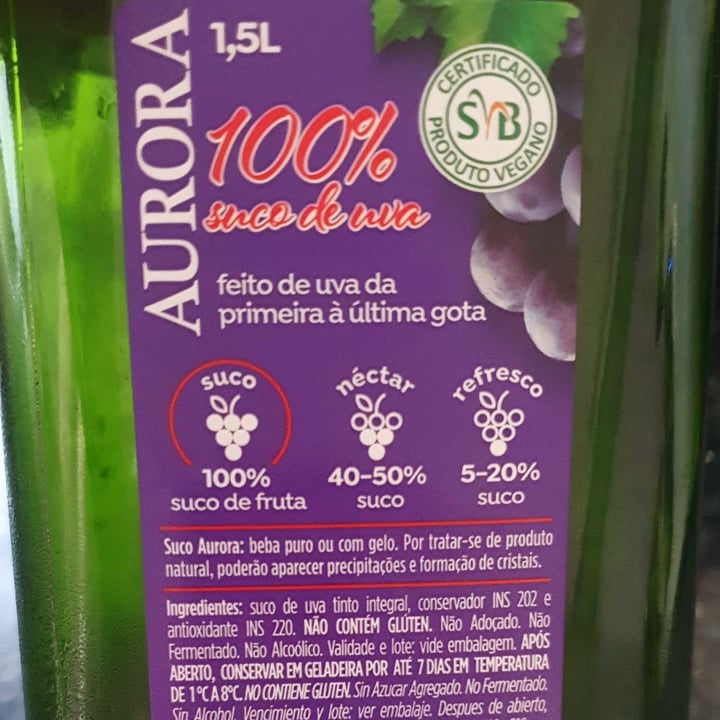 AURORA
1,5L
CERTIFICADO
SVB
PRODUTO VEGANO
100%
suco de uva
feito de uva da
primeira à última gota
suco
100%
suco de fruta
néctar
40-50%
suco
refresco
5-20%
suco
Suco Aurora: beba puro ou com gelo. Por tratar-se de produto
natural, poderão aparecer precipitações e formação de cristais.
Ingredientes: suco de uva tinto integral, conservador INS 202 e
antioxidante INS 220. NÃO CONTÉM GLÚTEN. Não Adoçado. Não
Fermentado. Não Alcoólico. Validade e lote: vide embalagem. APÓS
ABERTO, CONSERVAR EM GELADEIRA POR ATÉ 7 DIAS EM TEMPERATURA
DE 1°C A 8°C. NO CONTIENE GLUTEN. Sin Azucar Agregado. No Fermentado.
Sin Alcohol. Vencimiento y lote: ver embalaje. Despues de abierto,